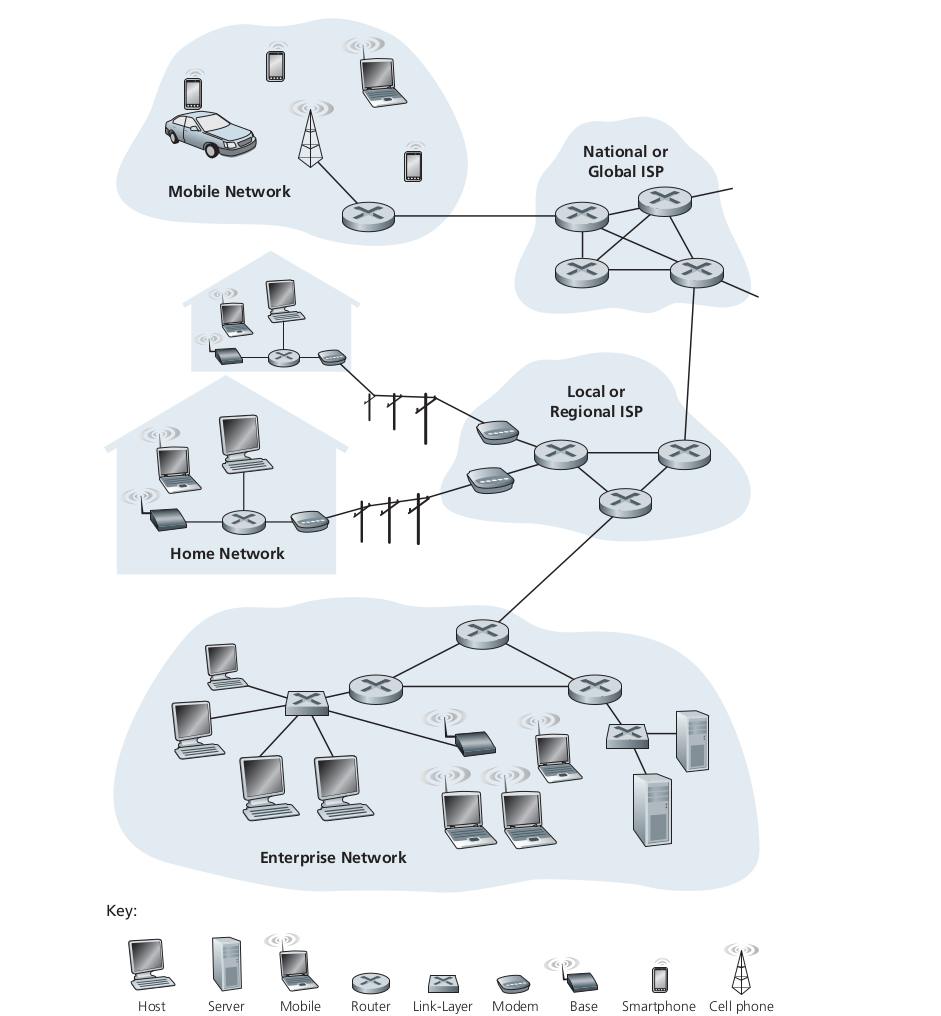 National or
Global ISP
Mobile Network
Local or
Regional ISP
Home Network
Enterprise Network
Key:
Host
Server
Mobile
Router
Link-Layer
Modem
Base
Smartphone
Cell phone